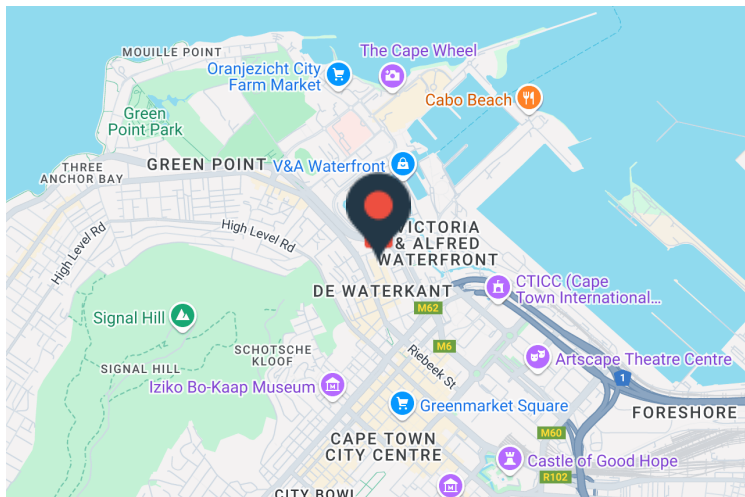 MOUILLE POINT
The Cape Wheel
Oranjezicht City
Farm Market
Cabo Beach
Green
Point Park
THREE
ANCHOR BAY
GREEN POINT
V&A Waterfront
High Level Rd
High Level Rd
VICTORIA
& ALFRED
WATERFRONT
CTICC (Cape
Town International...
DE WATERKANT
M62
Signal Hill
SCHOTSCHE
KLOOF
M6
Riebeek St
Artscape Theatre Centre
SIGNAL HILL
Iziko Bo-Kaap Museum
1
Greenmarket Square
FORESHORE
CAPE TOWN
CITY CENTRE
M60
Castle of Good Hope
R102
CITY BOWL